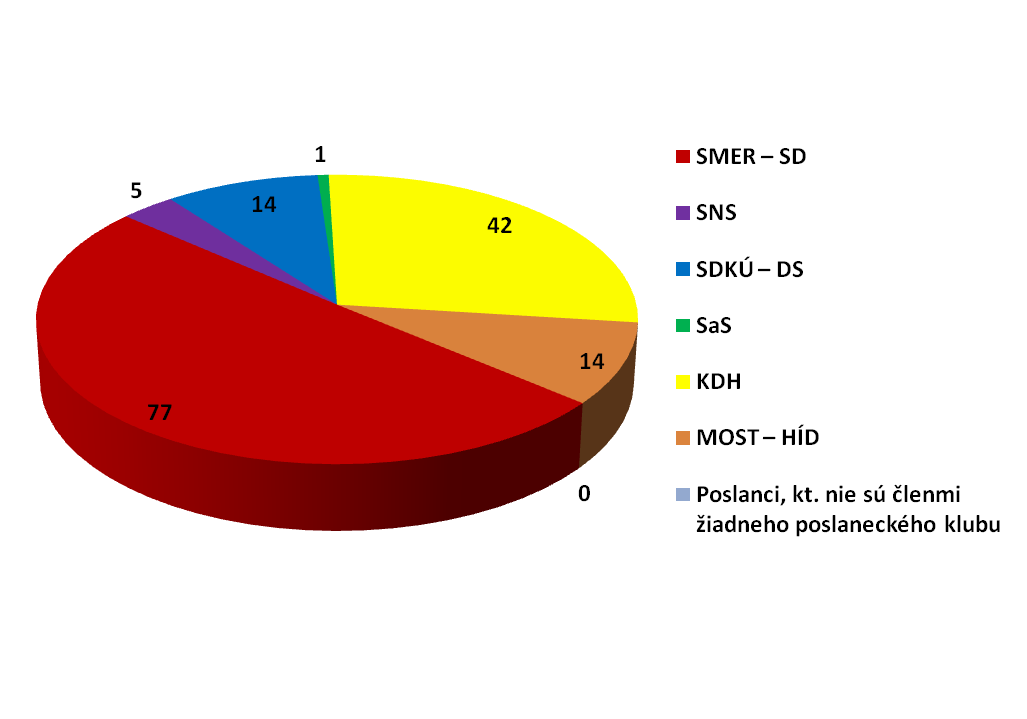 1
5
14
42
14
77
0
SMER – SD
SNS
SDKÚ – DS
SaS
KDH
MOST – HÍD
Poslanci, kt. nie sú členmi
žiadneho poslaneckého klubu